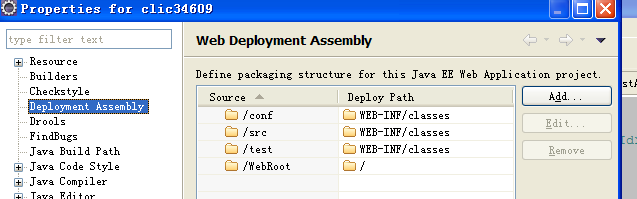 Properties for clic34609
type filter text
Resource
Builders
Checkstyle
Deployment Assembly
Drools
FindBugs
Java Build Path
Java Code Style
Java Compiler
Java Editor
Web Deployment Assembly
Define packaging structure for this Java EE Web Application project.
Source Deploy Path
/conf WEB-INF/classes
/src WEB-INF/classes
/test WEB-INF/classes
/WebRoot /
Add...
Edit...
Remove